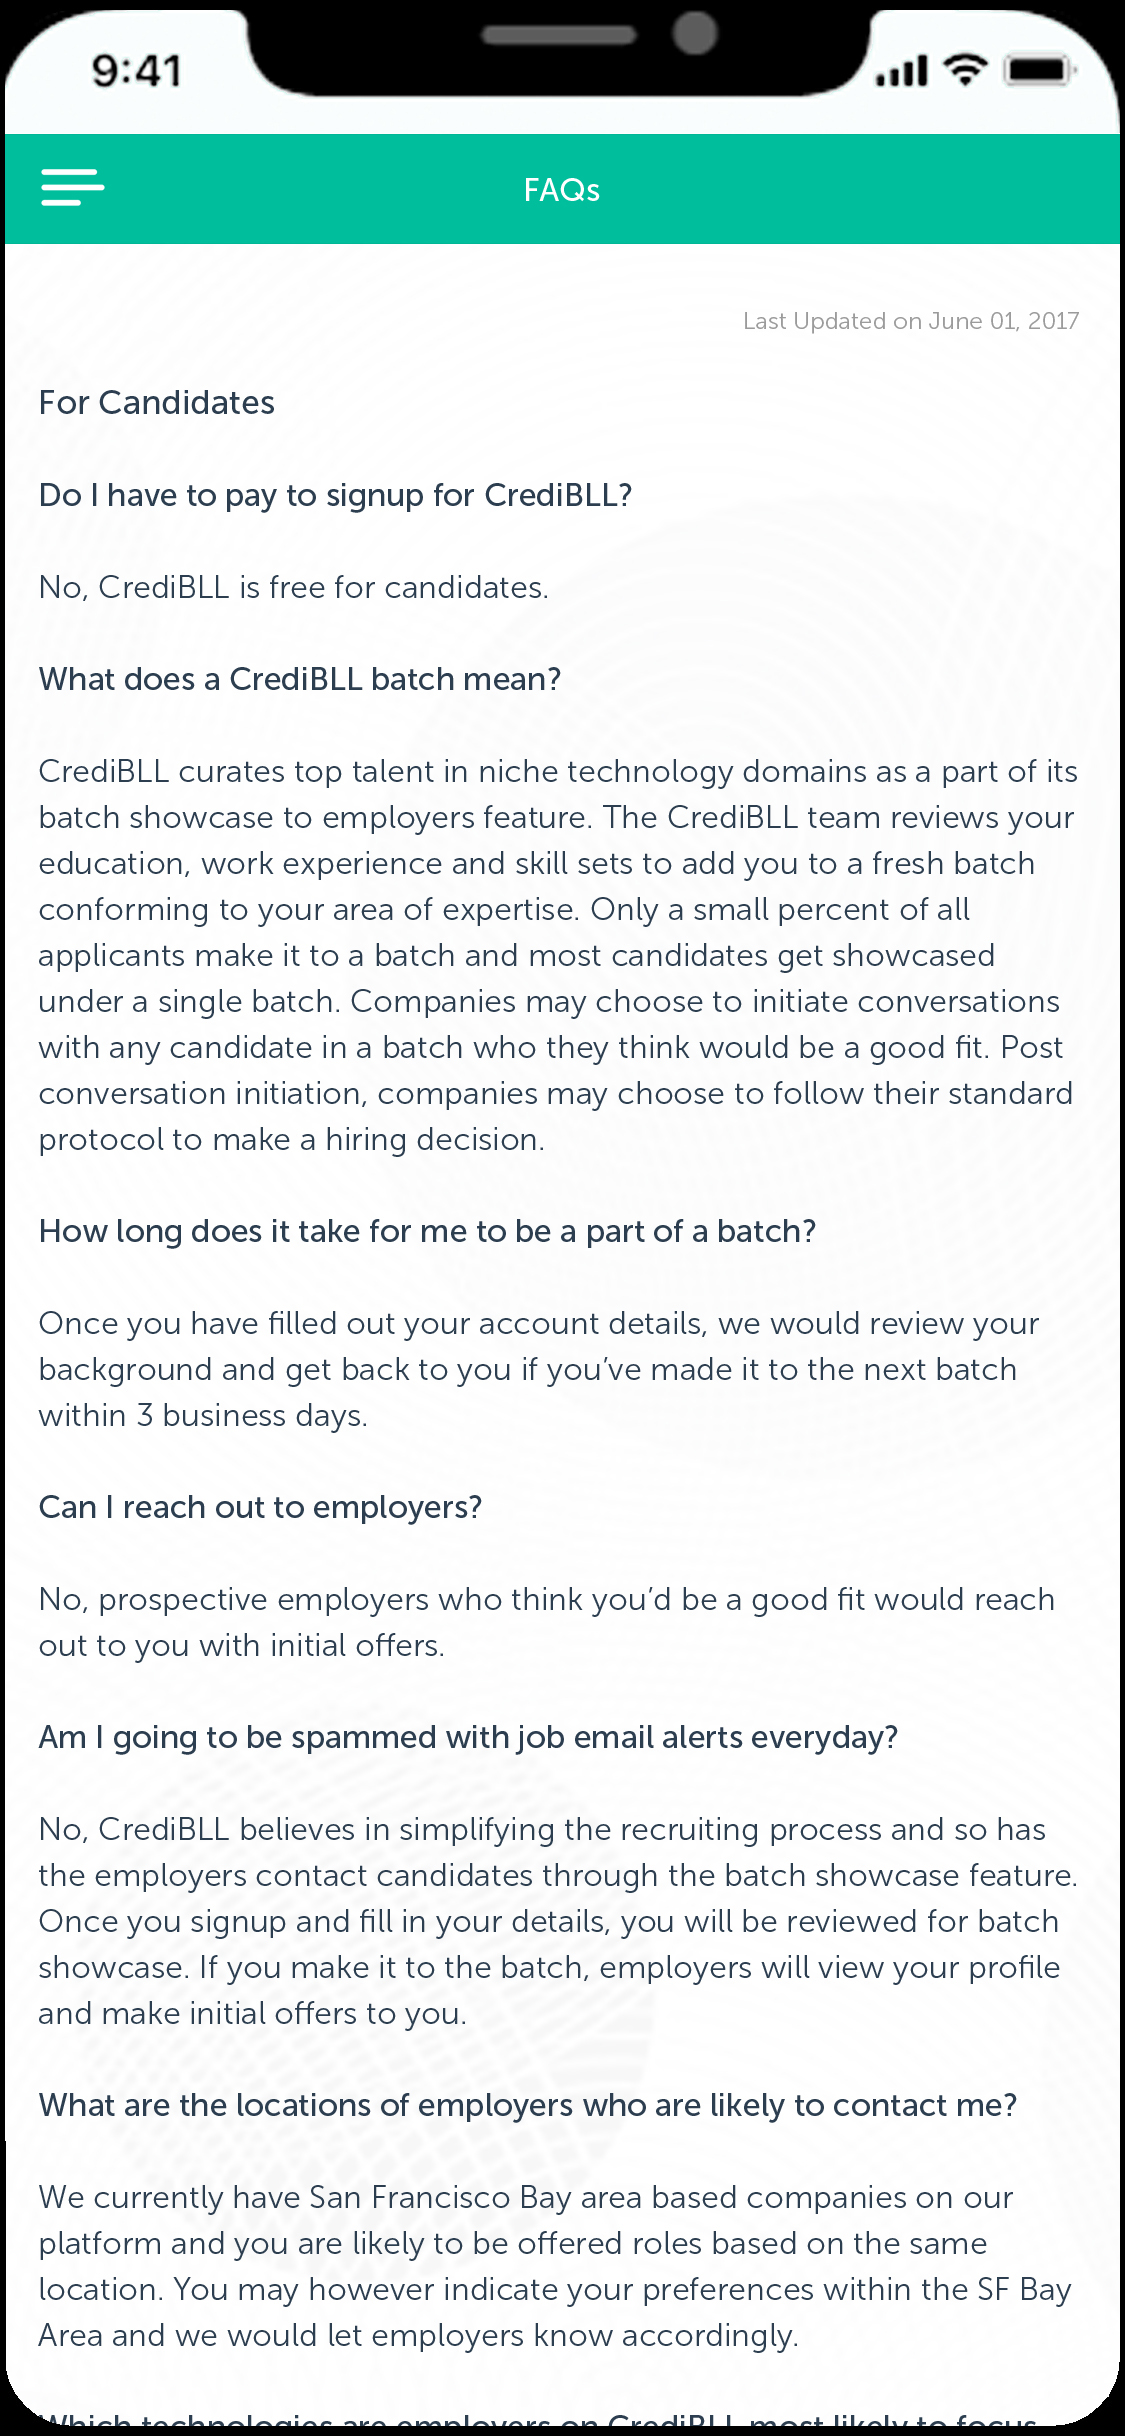 9:41
FAQs
Last Updated on June 01, 2017
For Candidates
Do I have to pay to signup for CrediBLL?
No, CrediBLL is free for candidates.
What does a CrediBLL batch mean?
CrediBLL curates top talent in niche technology domains as a part of its
batch showcase to employers feature. The CrediBLL team reviews your
education, work experience and skill sets to add you to a fresh batch
conforming to your area of expertise. Only a small percent of all
applicants make it to a batch and most candidates get showcased
under a single batch. Companies may choose to initiate conversations
with any candidate in a batch who they think would be a good fit. Post
conversation initiation, companies may choose to follow their standard
protocol to make a hiring decision.
How long does it take for me to be a part of a batch?
Once you have filled out your account details, we would review your
background and get back to you if you’ve made it to the next batch
within 3 business days.
Can I reach out to employers?
No, prospective employers who think you’d be a good fit would reach
out to you with initial offers.
Am I going to be spammed with job email alerts everyday?
No, CrediBLL believes in simplifying the recruiting process and so has
the employers contact candidates through the batch showcase feature.
Once you signup and fill in your details, you will be reviewed for batch
showcase. If you make it to the batch, employers will view your profile
and make initial offers to you.
What are the locations of employers who are likely to contact me?
We currently have San Francisco Bay area based companies on our
platform and you are likely to be offered roles based on the same
location. You may however indicate your preferences within the SF Bay
Area and we would let employers know accordingly.
Which technologies are employers on CrediBLL most likely to focus